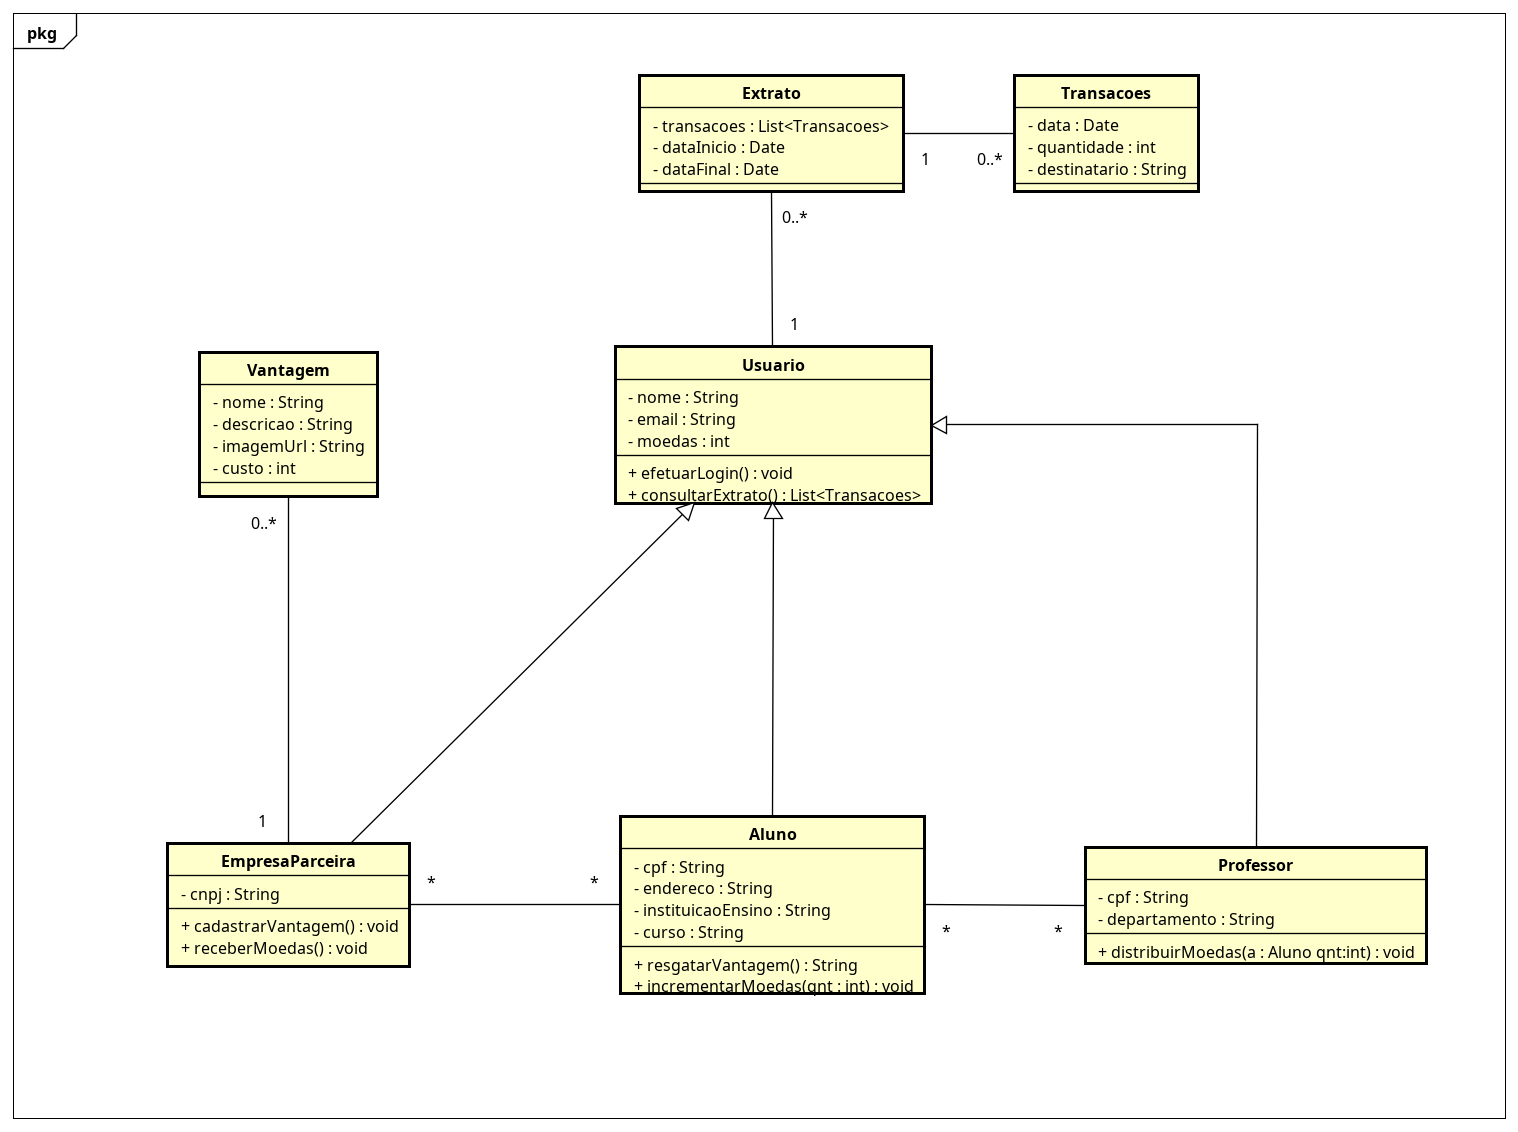 pkg
Extrato
- transacoes : List<Transacoes>
- dataInicio : Date
- dataFinal : Date
1
0..*
Transacoes
- data : Date
- quantidade : int
- destinatario : String
0..*
1
Vantagem
- nome : String
- descricao : String
- imagemUrl : String
- custo : int
0..*
1
Usuario
- nome : String
- email : String
- moedas : int
+ efetuarLogin() : void
+ consultarExtrato() : List<Transacoes>
EmpresaParceira
- cnpj : String
+ cadastrarVantagem() : void
+ receberMoedas() : void
*
*
Aluno
- cpf : String
- endereco : String
- instituicaoEnsino : String
- curso : String
+ resgatarVantagem() : String
+ incrementarMoedas(qnt : int) : void
*
*
Professor
- cpf : String
- departamento : String
+ distribuirMoedas(a : Aluno qnt:int) : void